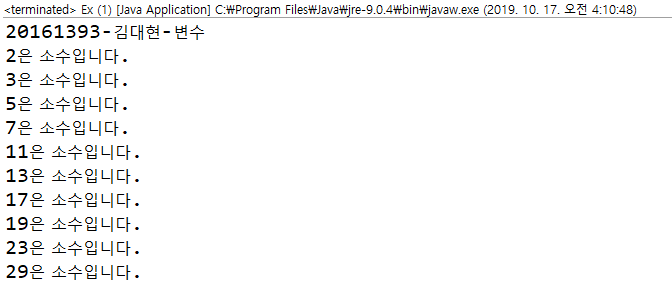 <terminated> Ex (1) [Java Application] C:₩Program Files₩Java₩jre-9.0.4₩bin₩javaw.exe (2019. 10. 17. 오전 4:10:48)
20161393-김대현-변수
2은 소수입니다.
3은 소수입니다.
5은 소수입니다.
7은 소수입니다.
11은 소수입니다.
13은 소수입니다.
17은 소수입니다.
19은 소수입니다.
23은 소수입니다.
29은 소수입니다.